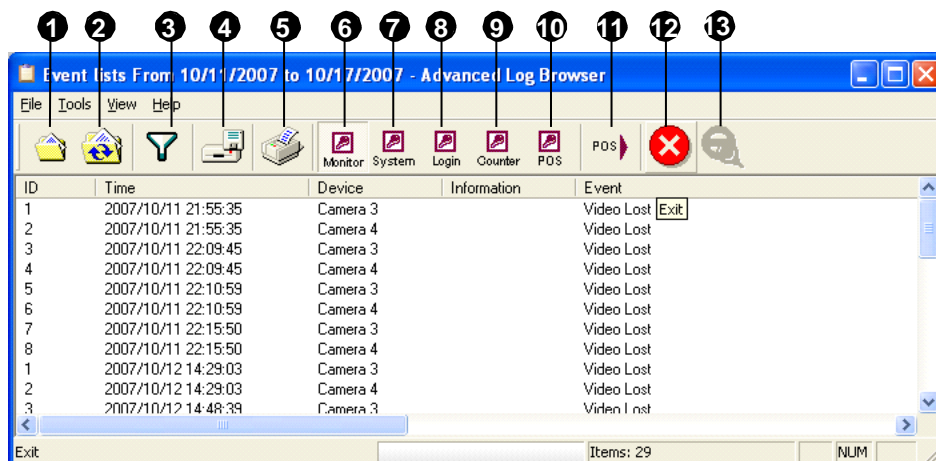 1 2 3 4 5 6 7 8 9 10 11 12 13
Event lists From 10/11/2007 to 10/17/2007 - Advanced Log Browser
File Tools View Help
Monitor System Login Counter POS POS
ID Time Device Information Event
1 2007/10/11 21:55:35 Camera 3 Video Lost Exit
2 2007/10/11 21:55:35 Camera 4 Video Lost
3 2007/10/11 22:09:45 Camera 3 Video Lost
4 2007/10/11 22:09:45 Camera 4 Video Lost
5 2007/10/11 22:10:59 Camera 3 Video Lost
6 2007/10/11 22:10:59 Camera 4 Video Lost
7 2007/10/11 22:15:50 Camera 3 Video Lost
8 2007/10/11 22:15:50 Camera 4 Video Lost
1 2007/10/12 14:29:03 Camera 3 Video Lost
2 2007/10/12 14:29:03 Camera 4 Video Lost
3 2007/10/12 14:48:39 Camera 3 Video Lost
Exit Items: 29 NUM